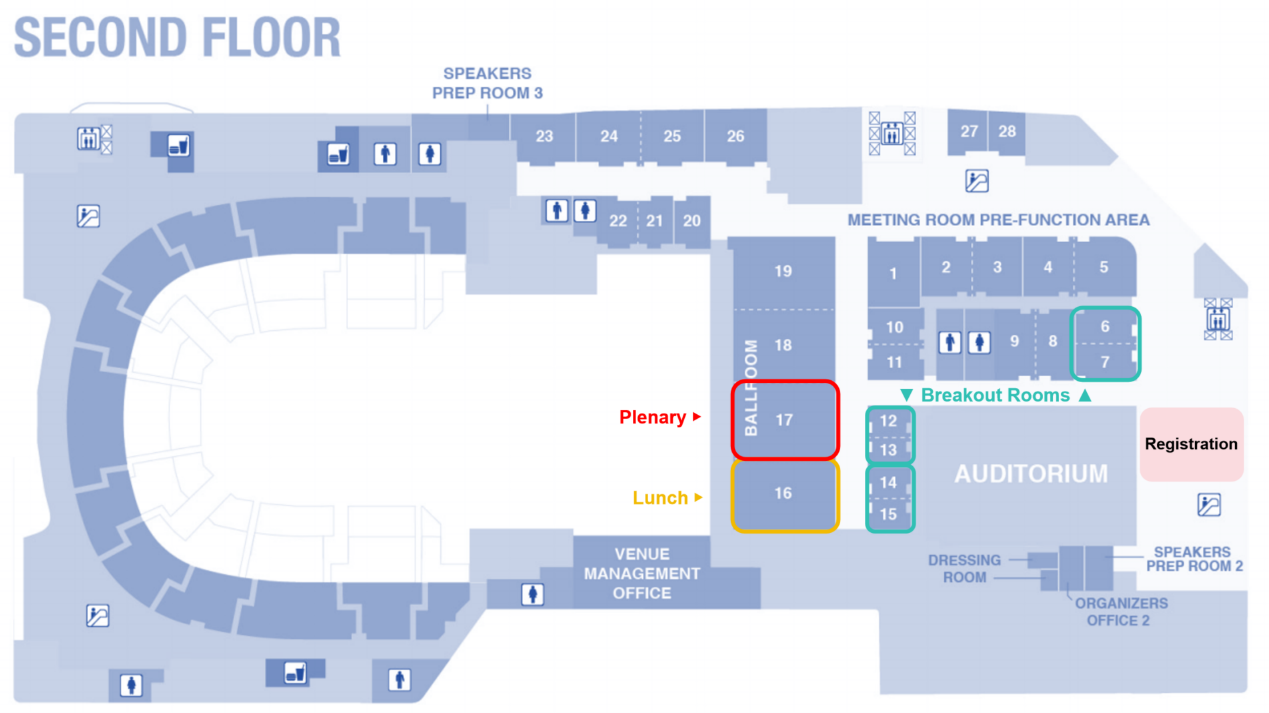 SECOND FLOOR
SPEAKERS
PREP ROOM 3
23
24
25
26
27
28
22
21
20
MEETING ROOM PRE-FUNCTION AREA
19
1
2
3
4
5
18
BALLROOM
10
11
9
8
6
7
▼ Breakout Rooms ▲
Plenary ►
17
12
13
Registration
AUDITORIUM
Lunch ►
16
14
15
VENUE
MANAGEMENT
OFFICE
DRESSING
ROOM
SPEAKERS
PREP ROOM 2
ORGANIZERS
OFFICE 2